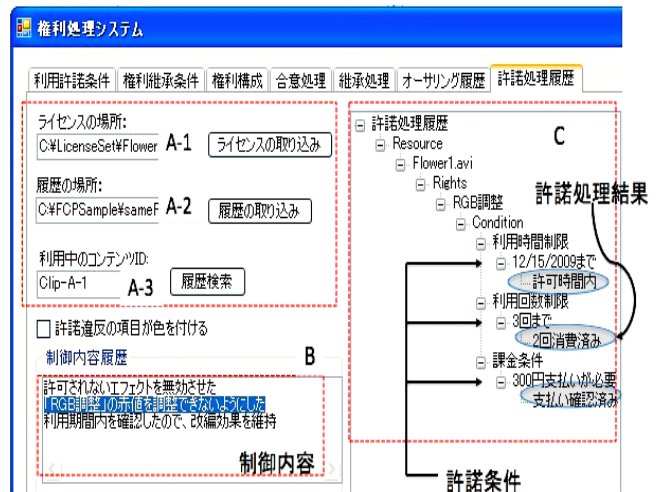 権利処理システム
利用許諾条件 権利継承条件 権利構成 合意処理 継承処理 オーサリング履歴 許諾処理履歴
ライセンスの場所:
C:¥LicenseSet¥Flower A-1 ライセンスの取り込み
履歴の場所:
C:¥FCPSample¥sameF A-2 履歴の取り込み
利用中のコンテンツID:
Clip-A-1 A-3 履歴検索
許諾違反の項目が色を付ける
制御内容履歴 B
許可されないエフェクトを無効させた
「RGB調整」の赤値を調整できないようにした
利用期間内を確認したので、改編効果を維持
制御内容
許諾処理履歴 C
Resource
Flower1.avi
Rights
RGB調整
許諾処理結果
Condition
利用時間制限
12/15/2009まで
許可時間内
利用回数制限
3回まで
2回消費済み
課金条件
300円支払いが必要
支払い確認済み
許諾条件